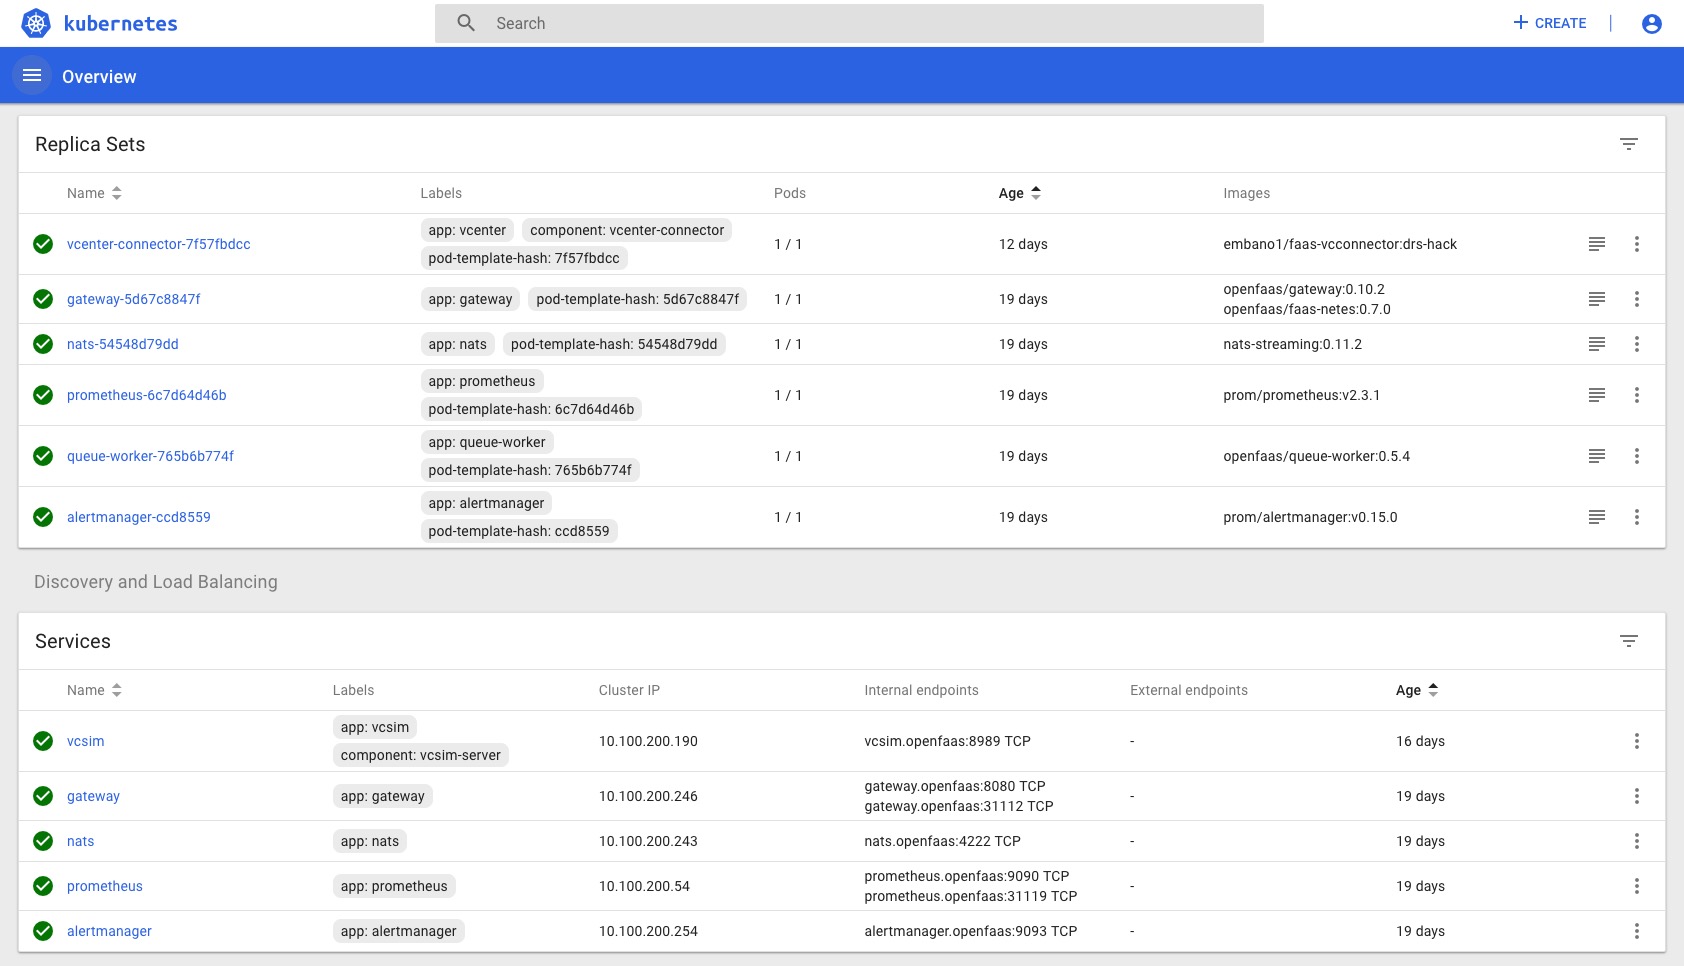 kubernetes
Search
CREATE
Overview
Replica Sets
Name Labels Pods Age Images
vcenter-connector-7f57fbdcc app: vcenter component: vcenter-connector pod-template-hash: 7f57fbdcc 1 / 1 12 days embano1/faas-vcconnector:drs-hack
gateway-5d67c8847f app: gateway pod-template-hash: 5d67c8847f 1 / 1 19 days openfaas/gateway:0.10.2 openfaas/faas-netes:0.7.0
nats-54548d79dd app: nats pod-template-hash: 54548d79dd 1 / 1 19 days nats-streaming:0.11.2
prometheus-6c7d64d46b app: prometheus pod-template-hash: 6c7d64d46b 1 / 1 19 days prom/prometheus:v2.3.1
queue-worker-765b6b774f app: queue-worker pod-template-hash: 765b6b774f 1 / 1 19 days openfaas/queue-worker:0.5.4
alertmanager-ccd8559 app: alertmanager pod-template-hash: ccd8559 1 / 1 19 days prom/alertmanager:v0.15.0
Discovery and Load Balancing
Services
Name Labels Cluster IP Internal endpoints External endpoints Age
vcsim app: vcsim component: vcsim-server 10.100.200.190 vcsim.openfaas:8989 TCP - 16 days
gateway app: gateway 10.100.200.246 gateway.openfaas:8080 TCP gateway.openfaas:31112 TCP - 19 days
nats app: nats 10.100.200.243 nats.openfaas:4222 TCP - 19 days
prometheus app: prometheus 10.100.200.54 prometheus.openfaas:9090 TCP prometheus.openfaas:31119 TCP - 19 days
alertmanager app: alertmanager 10.100.200.254 alertmanager.openfaas:9093 TCP - 19 days